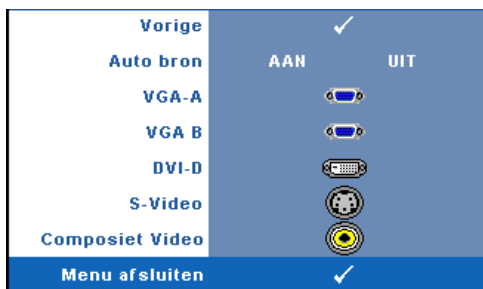 Vorige
Auto bron AAN UIT
VGA-A
VGA B
DVI-D
S-Video
Composiet Video
Menu afsluiten